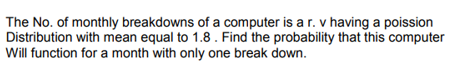 The No. of monthly breakdowns of a computer is a r. v having a poission
Distribution with mean equal to 1.8 . Find the probability that this computer
Will function for a month with only one break down.